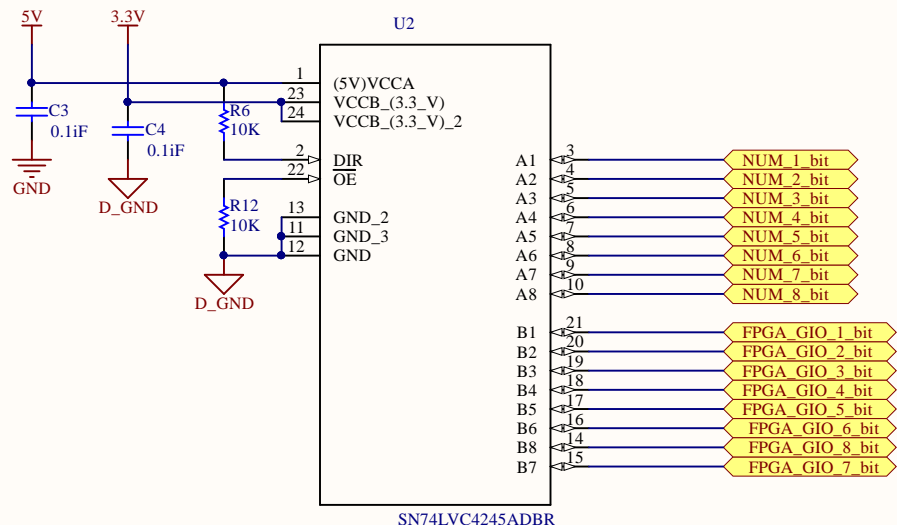 U2
5V
3.3V
1
(5V)VCCA
23
VCCB_(3.3_V)
24
VCCB_(3.3_V)_2
C3
0.1iF
C4
0.1iF
R6
10K
GND
D_GND
2
DIR
22
OE
R12
10K
13
GND_2
11
GND_3
12
GND
D_GND
A1 3 NUM_1_bit
A2 4 NUM_2_bit
A3 5 NUM_3_bit
A4 6 NUM_4_bit
A5 7 NUM_5_bit
A6 8 NUM_6_bit
A7 9 NUM_7_bit
A8 10 NUM_8_bit
B1 21 FPGA_GIO_1_bit
B2 20 FPGA_GIO_2_bit
B3 19 FPGA_GIO_3_bit
B4 18 FPGA_GIO_4_bit
B5 17 FPGA_GIO_5_bit
B6 16 FPGA_GIO_6_bit
B8 14 FPGA_GIO_8_bit
B7 15 FPGA_GIO_7_bit
SN74LVC4245ADBR